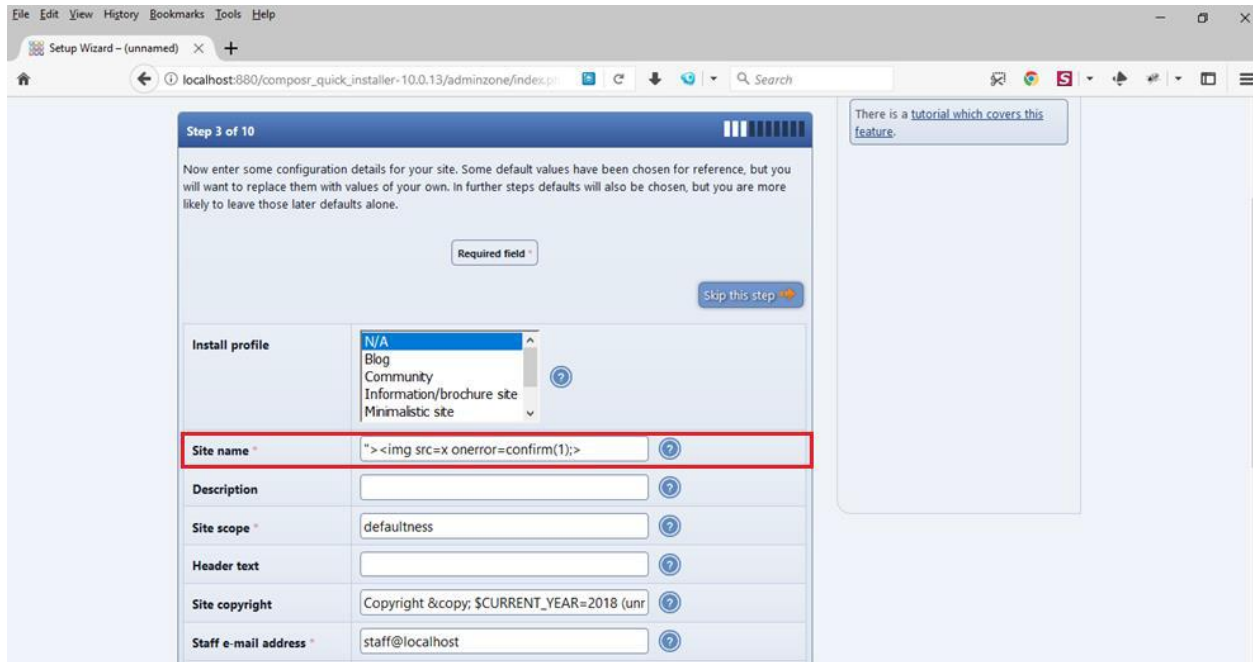 File Edit View History Bookmarks Tools Help
Setup Wizard – (unnamed)
localhost:880/composr_quick_installer-10.0.13/adminzone/index.ph
Search
There is a tutorial which covers this
feature.
Step 3 of 10
Now enter some configuration details for your site. Some default values have been chosen for reference, but you
will want to replace them with values of your own. In further steps defaults will also be chosen, but you are more
likely to leave those later defaults alone.
Required field *
Skip this step
Install profile
N/A
Blog
Community
Information/brochure site
Minimalistic site
Site name * "><img src=x onerror=confirm(1);>
Description
Site scope * defaultness
Header text
Site copyright Copyright &copy; $CURRENT_YEAR=2018 (unr
Staff e-mail address * staff@localhost